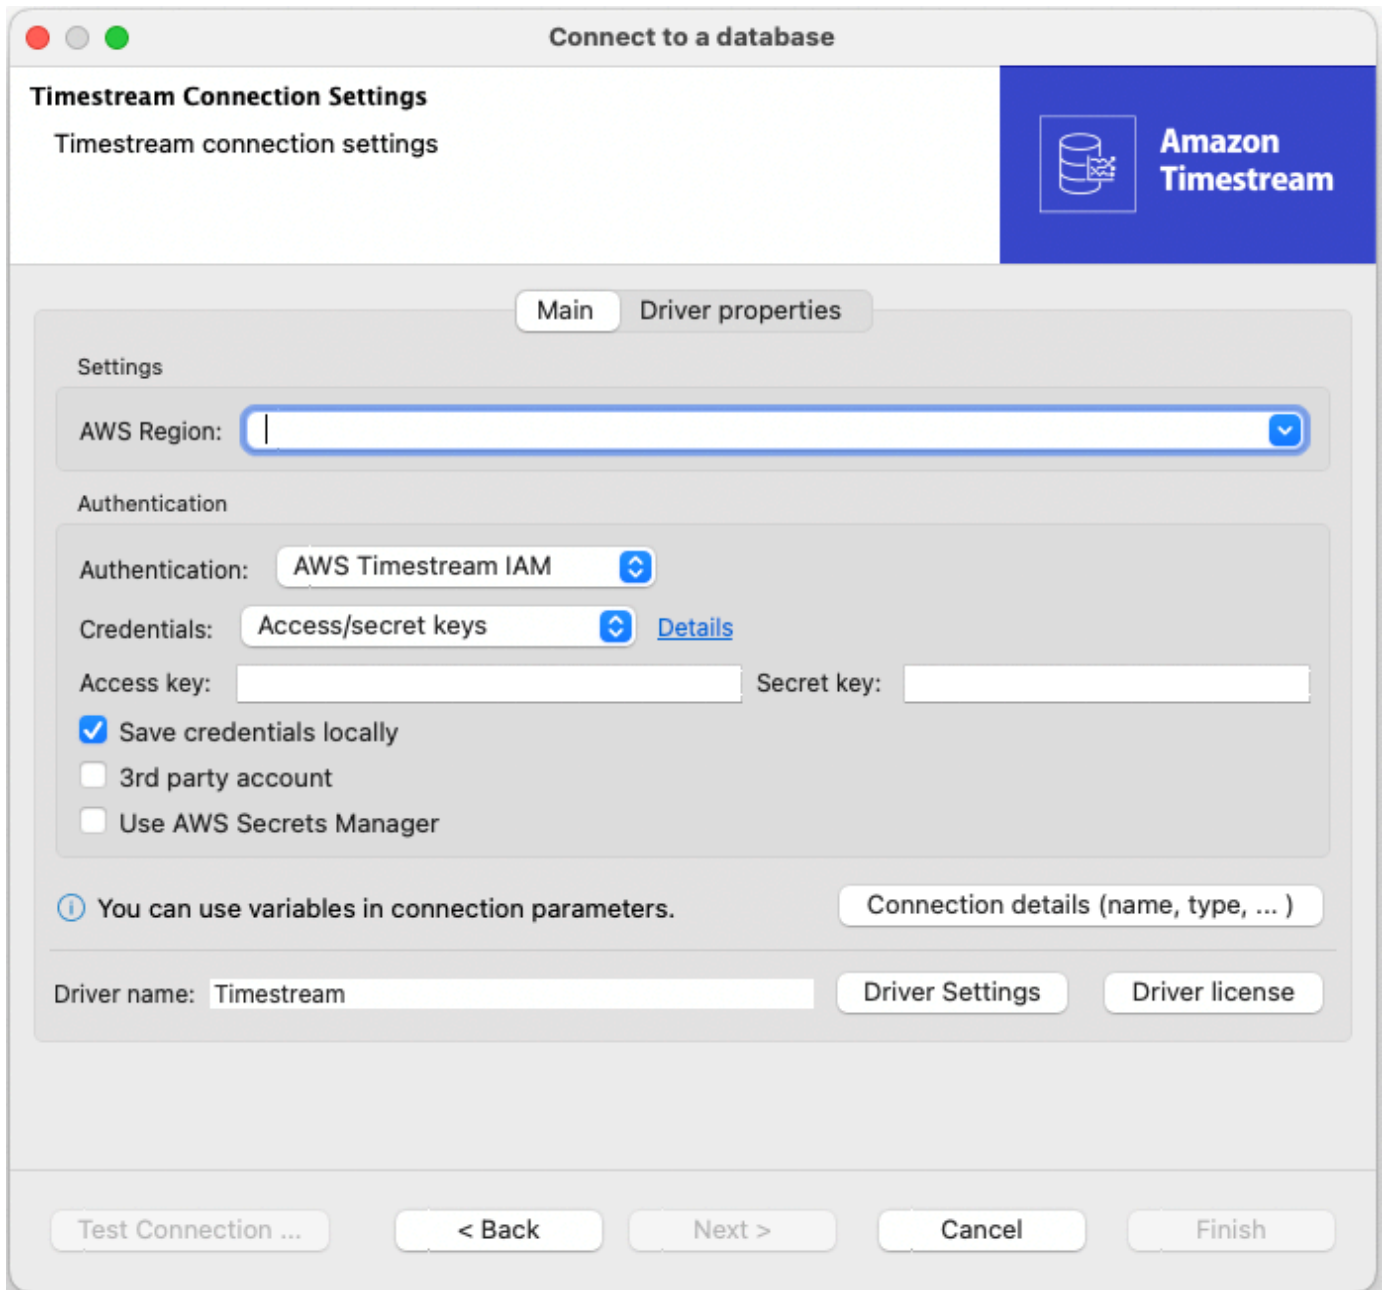 Connect to a database
Timestream Connection Settings
Timestream connection settings
Amazon
Timestream
Main Driver properties
Settings
AWS Region:
Authentication
Authentication: AWS Timestream IAM
Credentials: Access/secret keys Details
Access key: Secret key:
Save credentials locally
3rd party account
Use AWS Secrets Manager
You can use variables in connection parameters. Connection details (name, type, ... )
Driver name: Timestream Driver Settings Driver license
Test Connection ... < Back Next > Cancel Finish